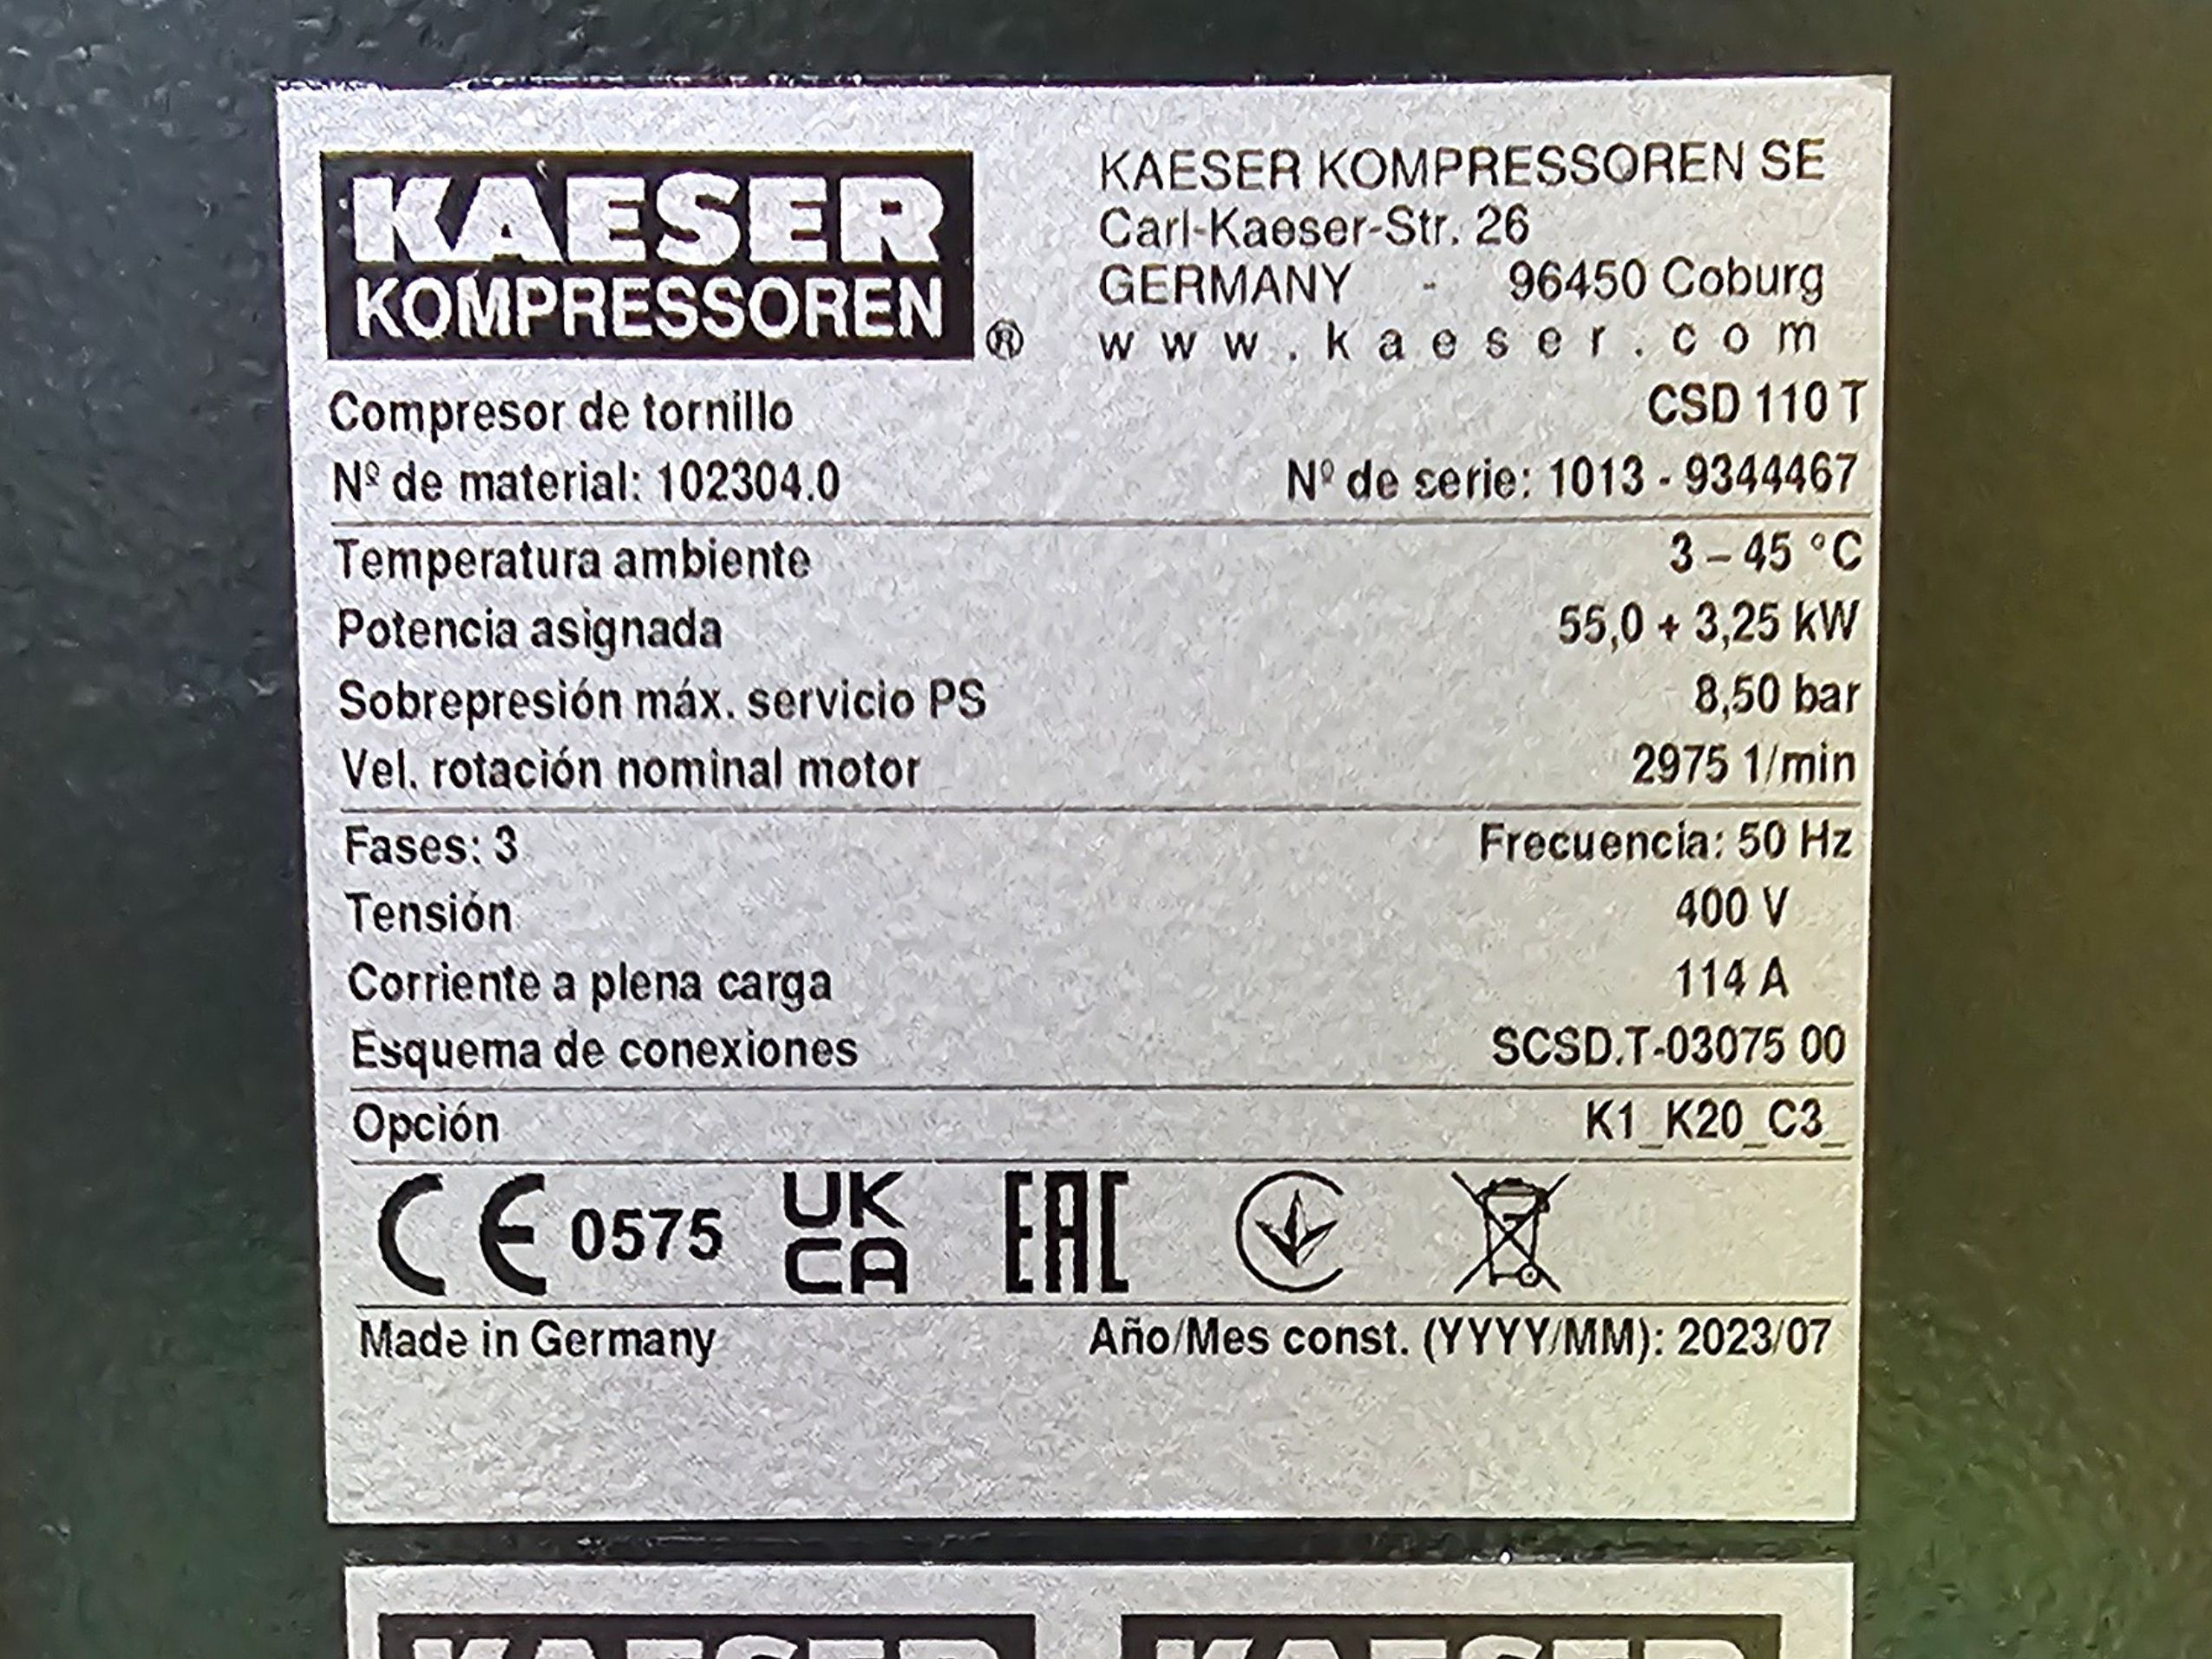 KAESER
KOMPRESSOREN ®
KAESER KOMPRESSOREN SE
Carl-Kaeser-Str. 26
GERMANY - 96450 Coburg
www.kaeser.com
Compresor de tornillo CSD 110 T
Nº de material: 102304.0 Nº de serie: 1013 - 9344467
Temperatura ambiente 3 – 45 °C
Potencia asignada 55,0 + 3,25 kW
Sobrepresión máx. servicio PS 8,50 bar
Vel. rotación nominal motor 2975 1/min
Fases: 3 Frecuencia: 50 Hz
Tensión 400 V
Corriente a plena carga 114 A
Esquema de conexiones SCSD.T-03075 00
Opción K1_K20_C3_
CE 0575 UK CA EAC
Made in Germany Año/Mes const. (YYYY/MM): 2023/07
KAESER KAESER